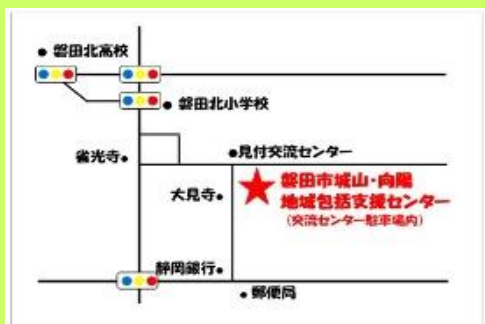 磐田北高校
磐田北小学校
省光寺
見付交流センター
大見寺
磐田市城山・向陽
地域包括支援センター
(交流センター駐車場内)
静岡銀行
郵便局